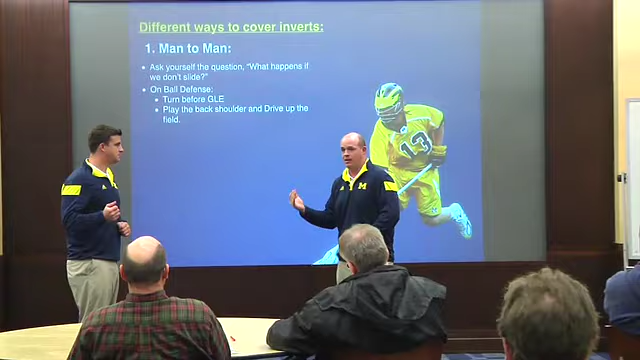 Different ways to cover inverts:
1. Man to Man:
• Ask yourself the question, "What happens if
we don't slide?"
• On Ball Defense:
• Turn before GLE
• Play the back shoulder and Drive up the
field.
13
M